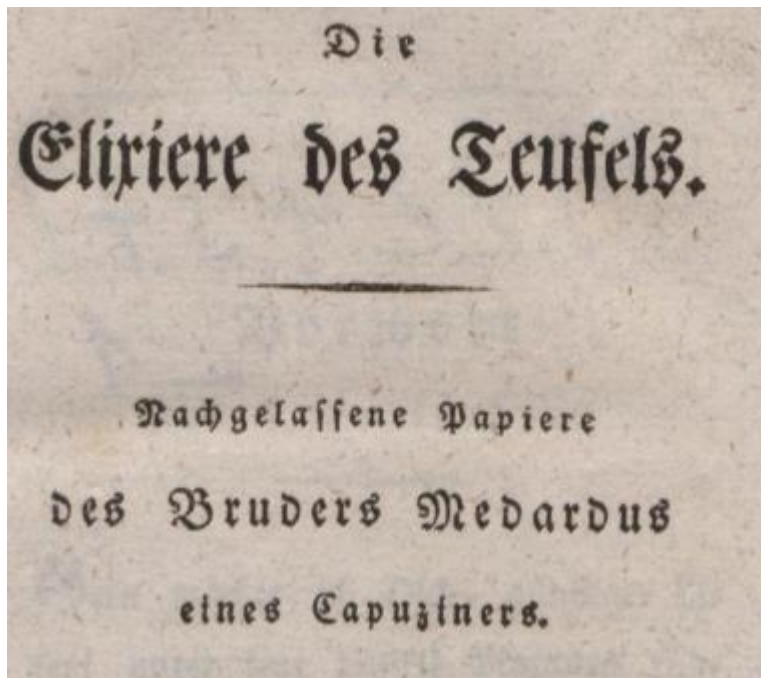 Die
Elixiere des Teufels.
Nachgelassene Papiere
des Bruders Medardus
eines Capuziners.